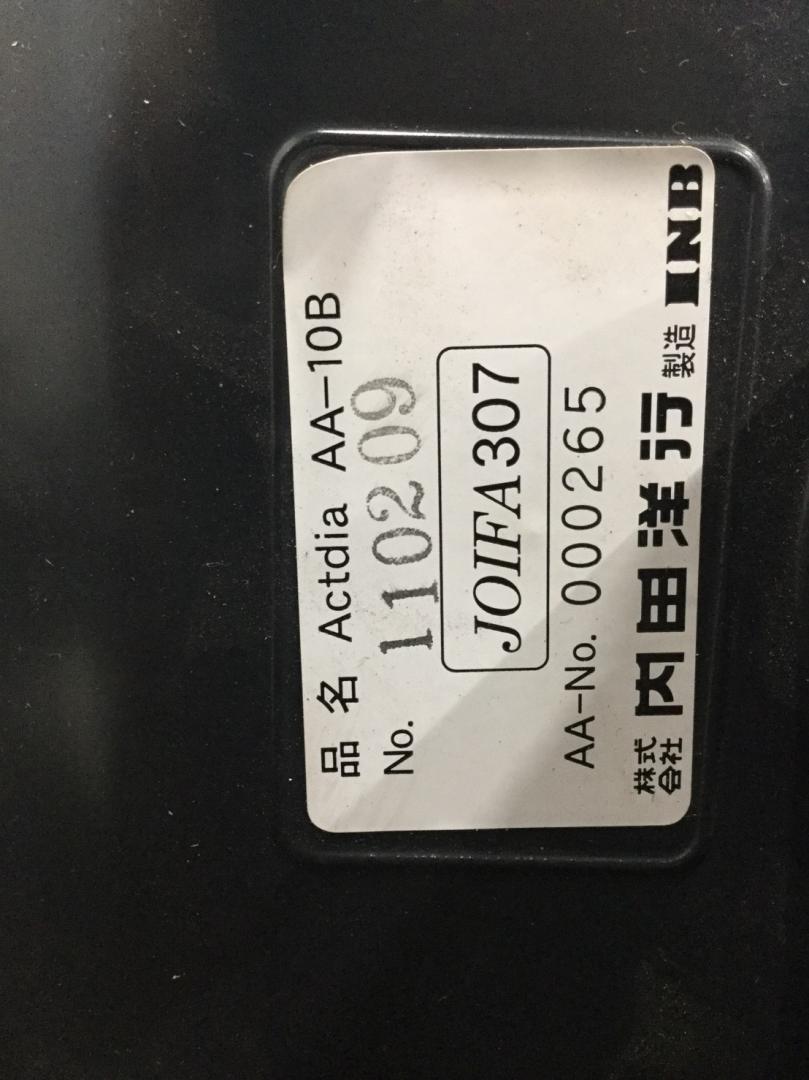 品 名 Actdia AA-10B
No. 110209
JOIFA307
AA-No. 000265
株式会社 内田洋行 製造 INB